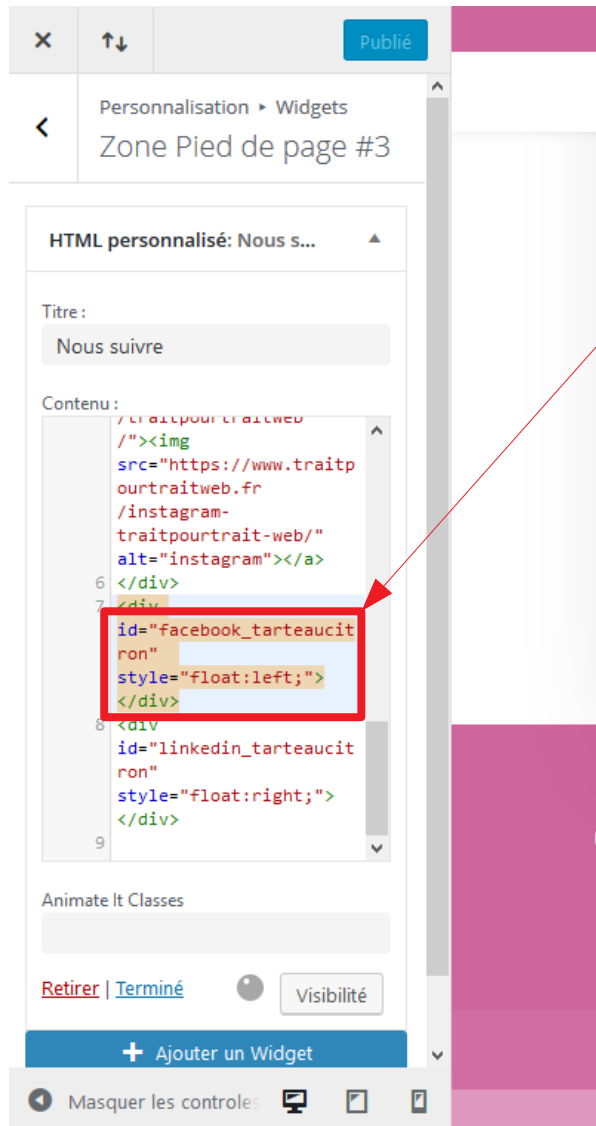 Publié
Personnalisation ▸ Widgets
Zone Pied de page #3
HTML personnalisé: Nous s...
Titre :
Nous suivre
Contenu :
/traitpourtraitweb
/"><img
src="https://www.traitp
ourtraitweb.fr
/instagram-
traitpourtrait-web/"
alt="instagram"></a>
6 </div>
7 <div
id="facebook_tarteaucit
ron"
style="float:left;">
</div>
8 <div
id="linkedin_tarteaucit
ron"
style="float:right;">
</div>
9
Animate It Classes
Retirer | Terminé
Visibilité
+ Ajouter un Widget
Masquer les controles